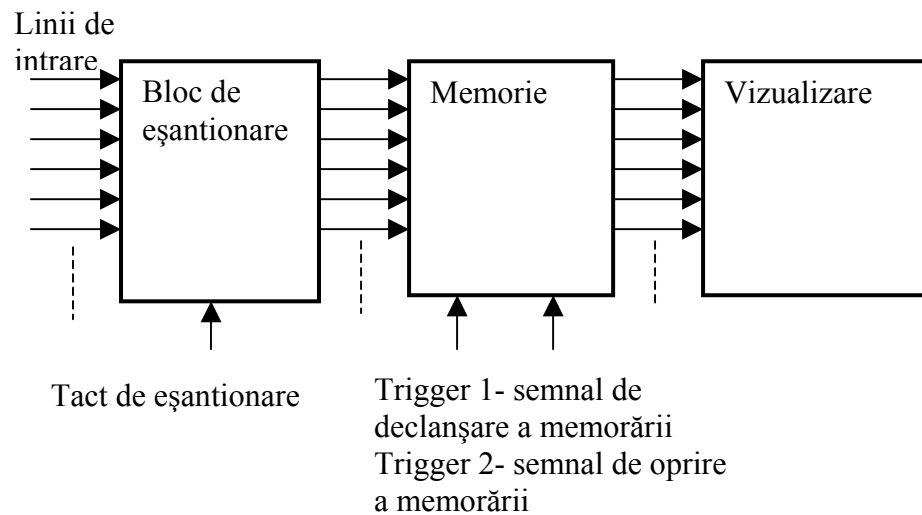 Linii de
intrare
Bloc de
eşantionare
Memorie
Vizualizare
Tact de eşantionare
Trigger 1- semnal de
declanşare a memorării
Trigger 2- semnal de oprire
a memorării